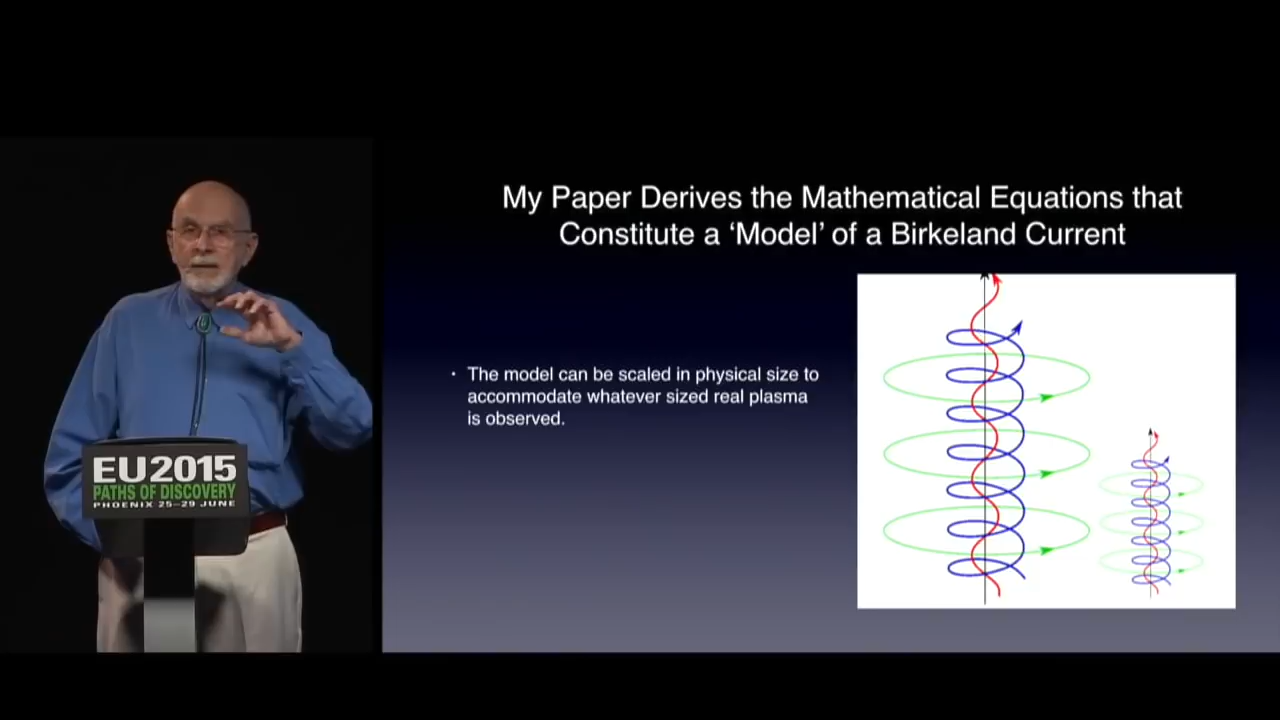 My Paper Derives the Mathematical Equations that
Constitute a ‘Model’ of a Birkeland Current
· The model can be scaled in physical size to
accommodate whatever sized real plasma
is observed.
EU2015
PATHS OF DISCOVERY
PHOENIX 25–29 JUNE